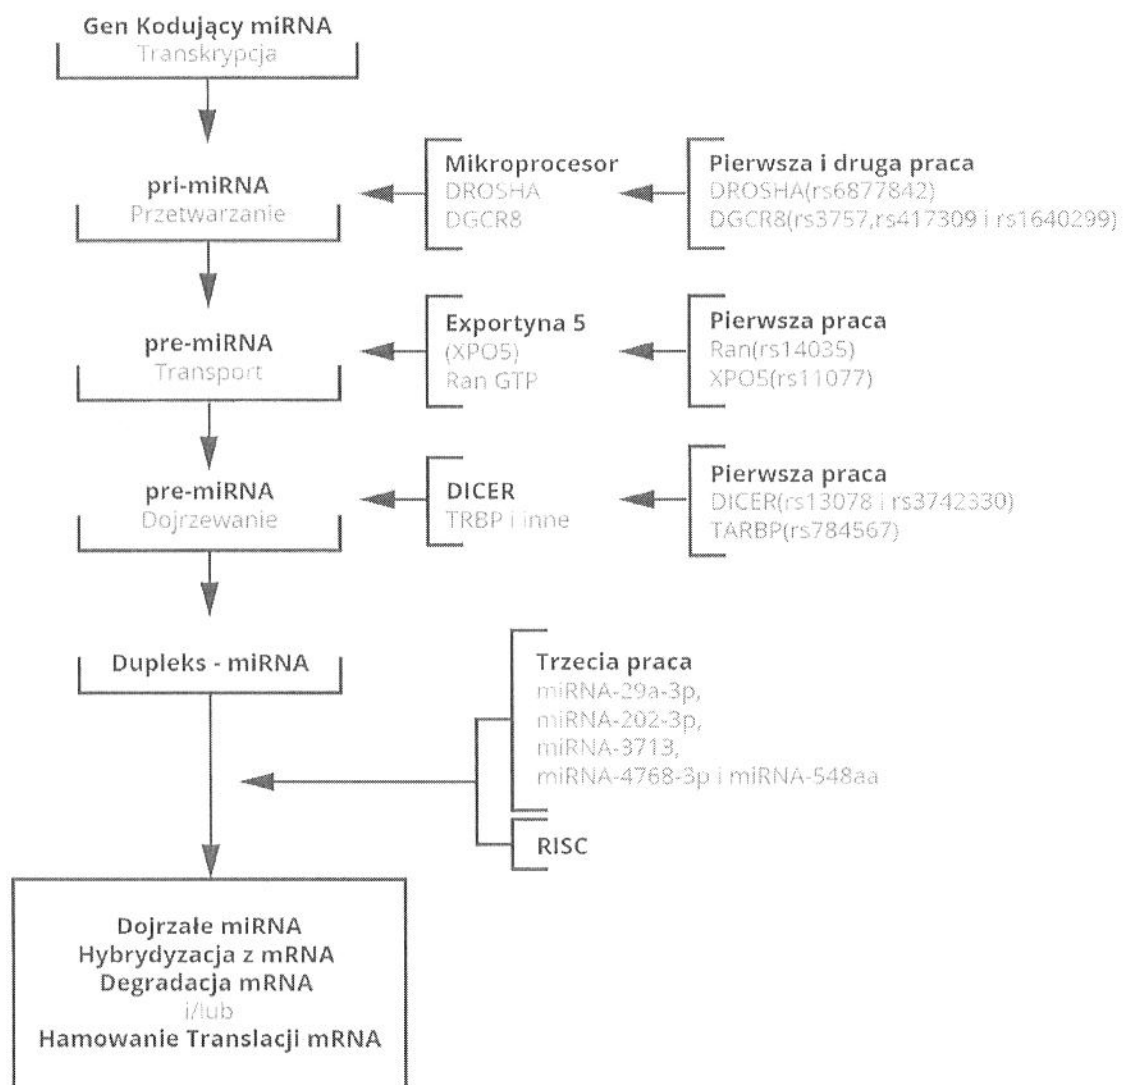 Gen Kodujący miRNA
Transkrypcja
pri-miRNA
Przetwarzanie
Mikroprocesor
DROSHA
DGCR8
Pierwsza i druga praca
DROSHA(rs6877842)
DGCR8(rs3757,rs417309 i rs1640299)
pre-miRNA
Transport
Exportyna 5
(XPO5)
Ran GTP
Pierwsza praca
Ran(rs14035)
XPO5(rs11077)
pre-miRNA
Dojrzewanie
DICER
TRBP i inne
Pierwsza praca
DICER(rs13078 i rs3742330)
TARBP(rs784567)
Dupleks - miRNA
Trzecia praca
miRNA-29a-3p,
miRNA-202-3p,
miRNA-3713,
miRNA-4768-3p i miRNA-548aa
RISC
Dojrzałe miRNA
Hybrydyzacja z mRNA
Degradacja mRNA
i/lub
Hamowanie Translacji mRNA